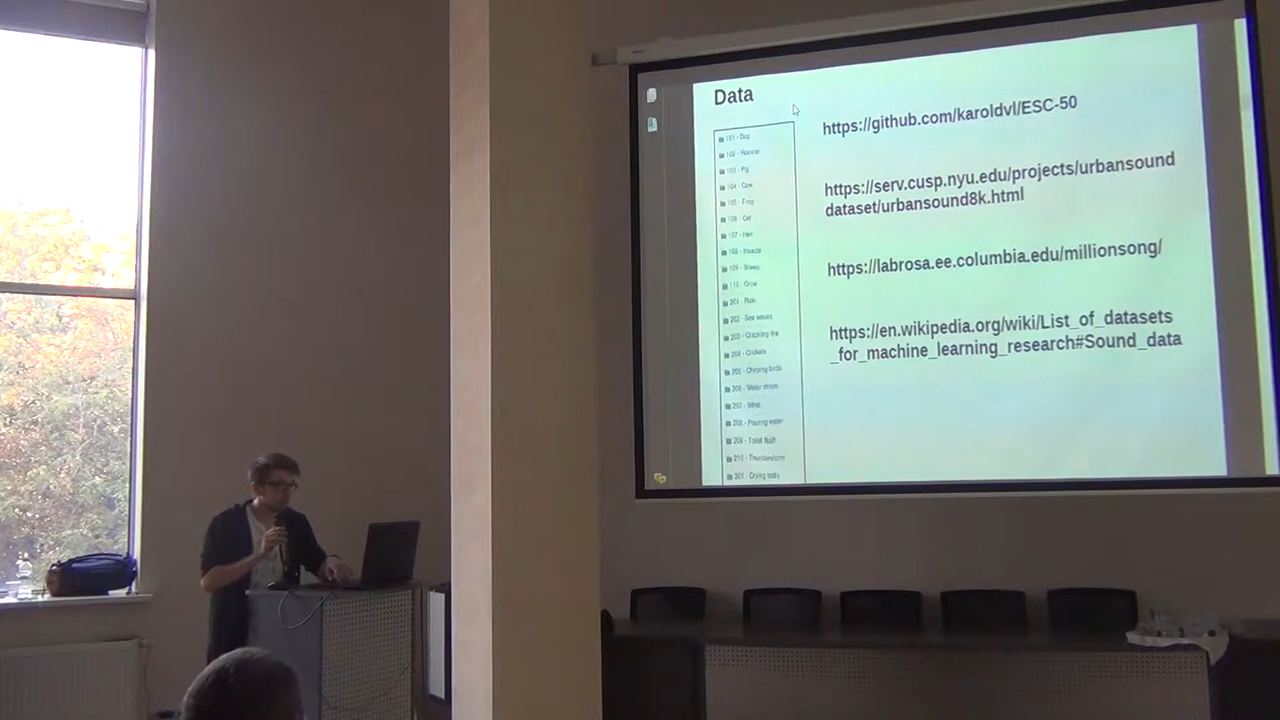 Data
101 - Dog
102 - Rooster
103 - Pig
104 - Cow
105 - Frog
106 - Cat
107 - Hen
108 - Insects
109 - Sheep
110 - Crow
201 - Rain
202 - Sea waves
203 - Crackling fire
204 - Crickets
205 - Chirping birds
206 - Water drops
207 - Wind
208 - Pouring water
209 - Toilet flush
210 - Thunderstorm
301 - Crying baby
https://github.com/karoldvl/ESC-50
https://serv.cusp.nyu.edu/projects/urbansound
dataset/urbansound8k.html
https://labrosa.ee.columbia.edu/millionsong/
https://en.wikipedia.org/wiki/List_of_datasets
_for_machine_learning_research#Sound_data